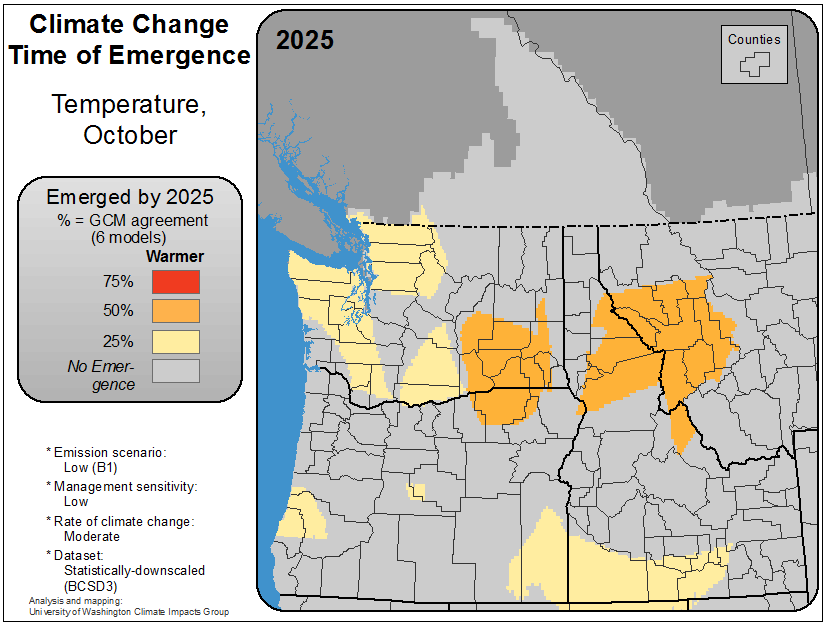 Climate Change
Time of Emergence
Temperature,
October
Emerged by 2025
% = GCM agreement
(6 models)
Warmer
75%
50%
25%
No Emer-
gence
* Emission scenario:
Low (B1)
* Management sensitivity:
Low
* Rate of climate change:
Moderate
* Dataset:
Statistically-downscaled
(BCSD3)
Analysis and mapping:
University of Washington Climate Impacts Group
2025
Counties